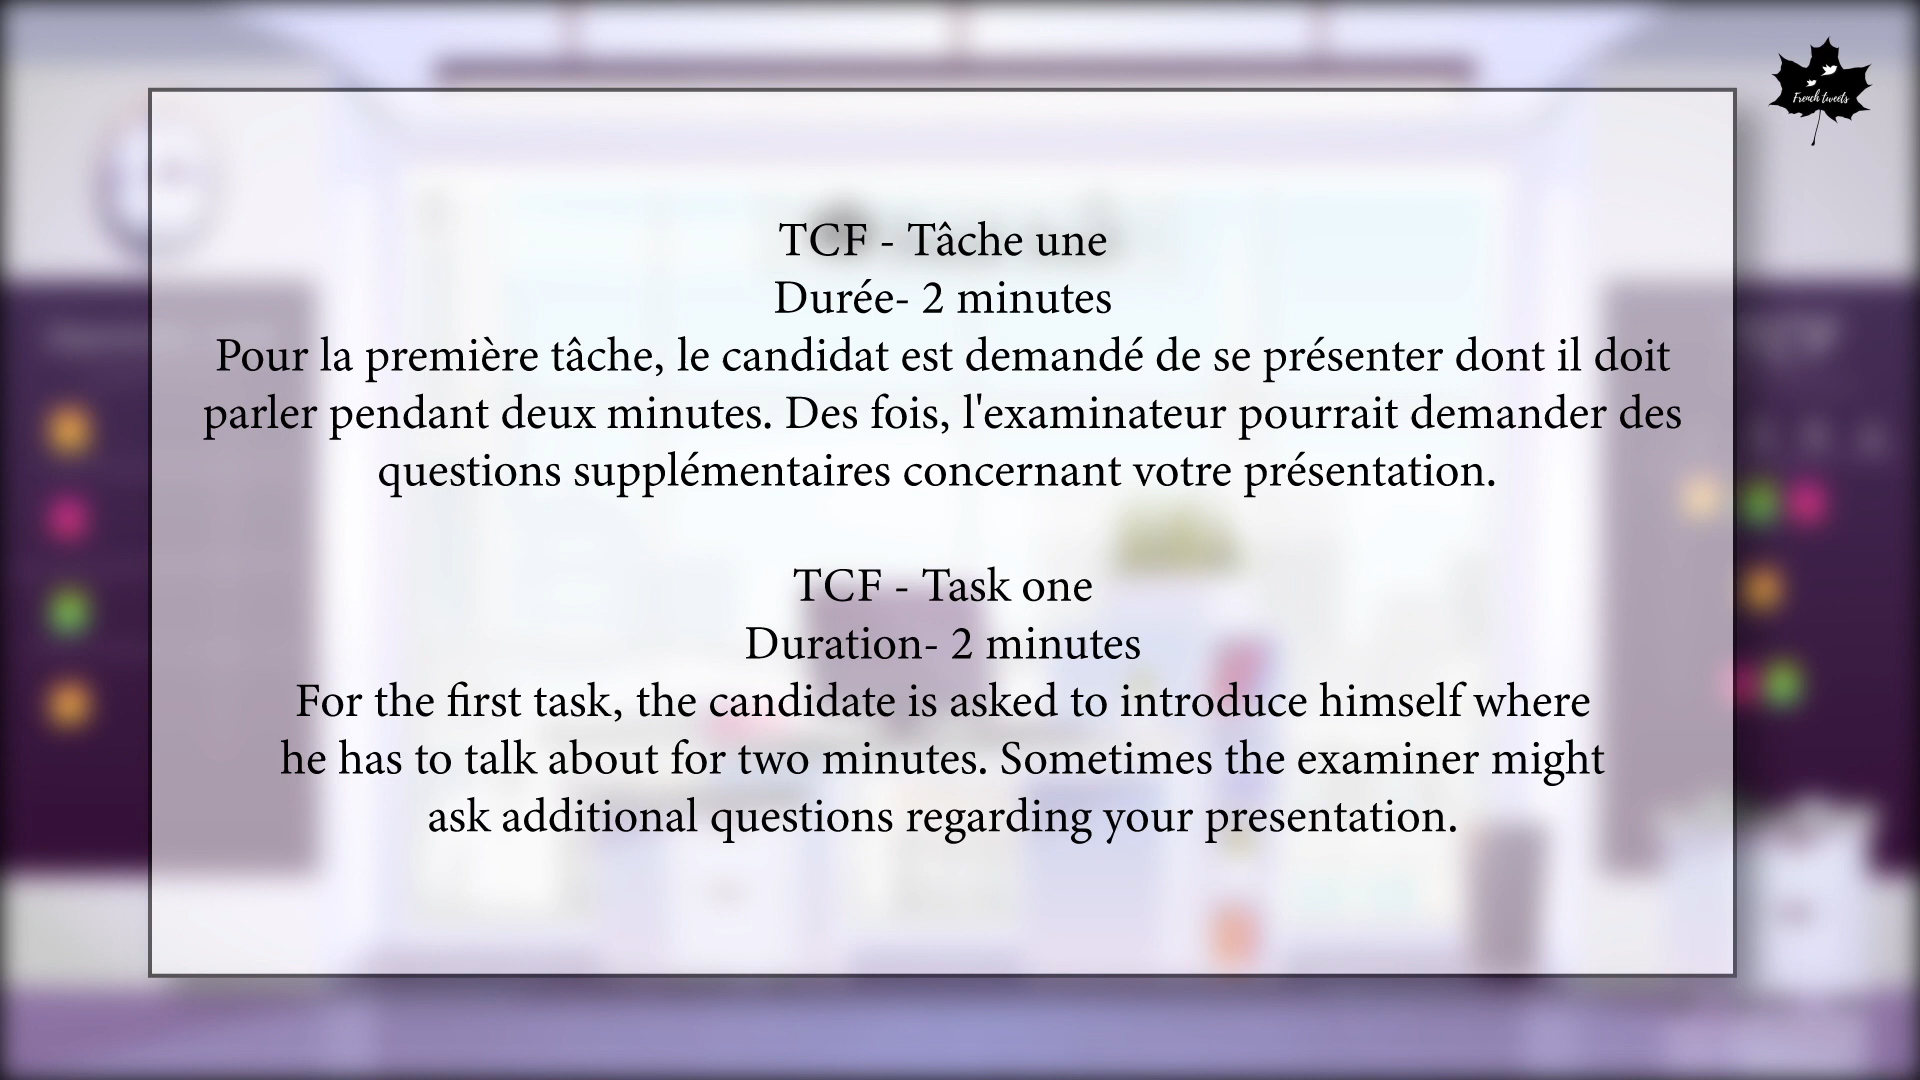 French tweets
TCF - Tâche une
Durée- 2 minutes
Pour la première tâche, le candidat est demandé de se présenter dont il doit
parler pendant deux minutes. Des fois, l'examinateur pourrait demander des
questions supplémentaires concernant votre présentation.
TCF - Task one
Duration- 2 minutes
For the first task, the candidate is asked to introduce himself where
he has to talk about for two minutes. Sometimes the examiner might
ask additional questions regarding your presentation.